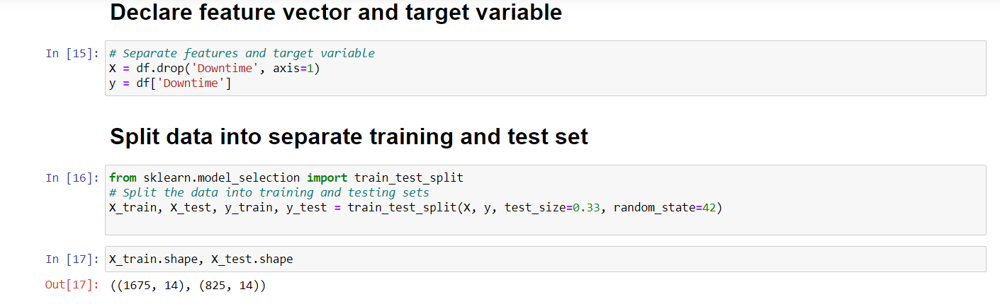 Declare feature vector and target variable
In [15]: # Separate features and target variable
X = df.drop('Downtime', axis=1)
y = df['Downtime']
Split data into separate training and test set
In [16]: from sklearn.model_selection import train_test_split
# Split the data into training and testing sets
X_train, X_test, y_train, y_test = train_test_split(X, y, test_size=0.33, random_state=42)
In [17]: X_train.shape, X_test.shape
Out[17]: ((1675, 14), (825, 14))